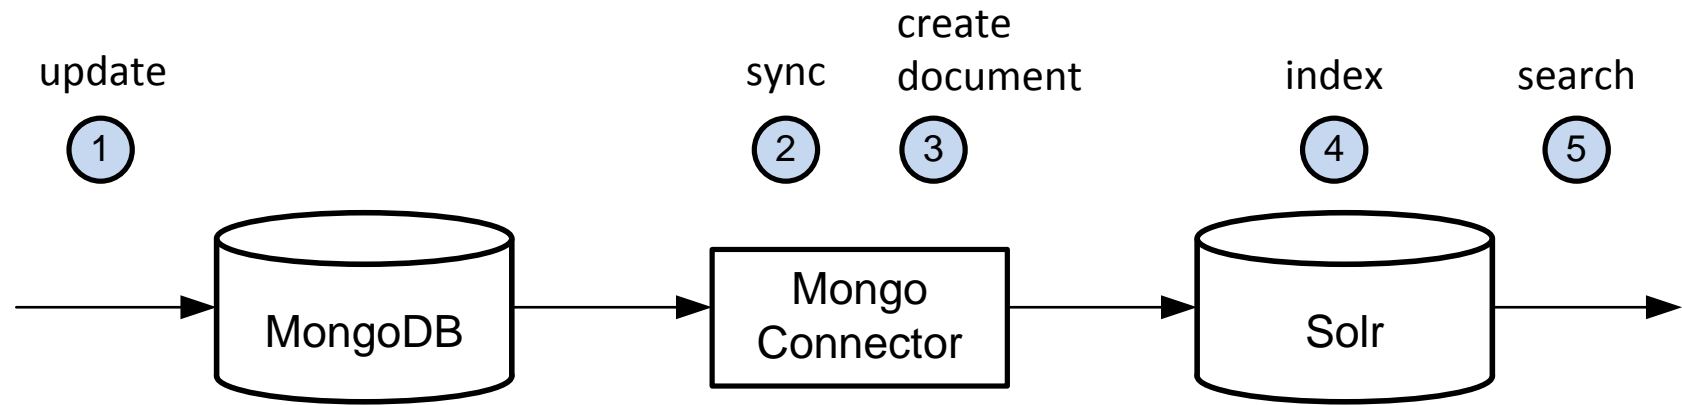 update
1
sync
2
create
document
3
index
4
search
5
MongoDB
Mongo
Connector
Solr